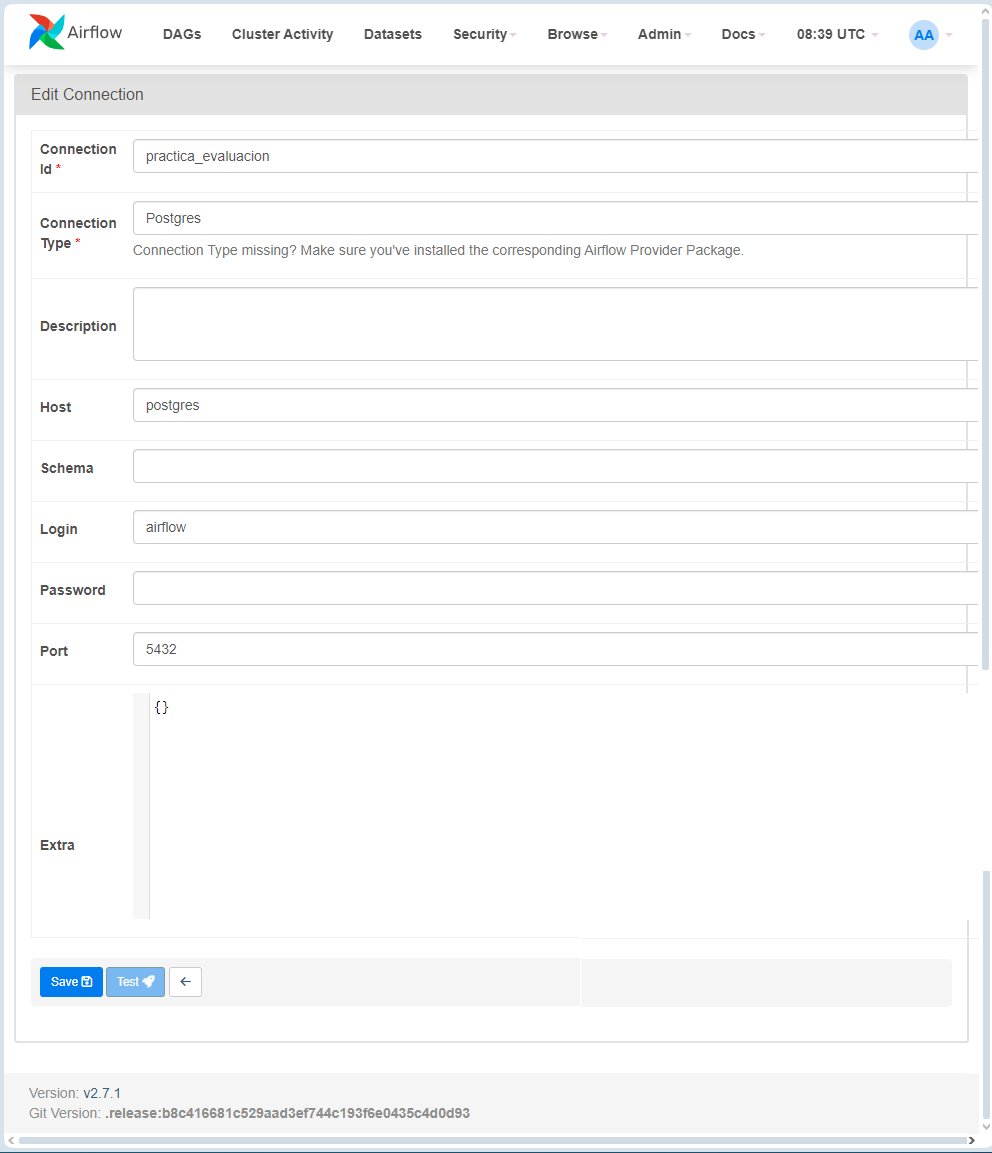 Airflow DAGs Cluster Activity Datasets Security Browse Admin Docs 08:39 UTC AA
Edit Connection
Connection
Id *
practica_evaluacion
Connection
Type *
Postgres
Connection Type missing? Make sure you've installed the corresponding Airflow Provider Package.
Description
Host
postgres
Schema
Login
airflow
Password
Port
5432
Extra
{}
Save Test
Version: v2.7.1
Git Version: .release:b8c416681c529aad3ef744c193f6e0435c4d0d93